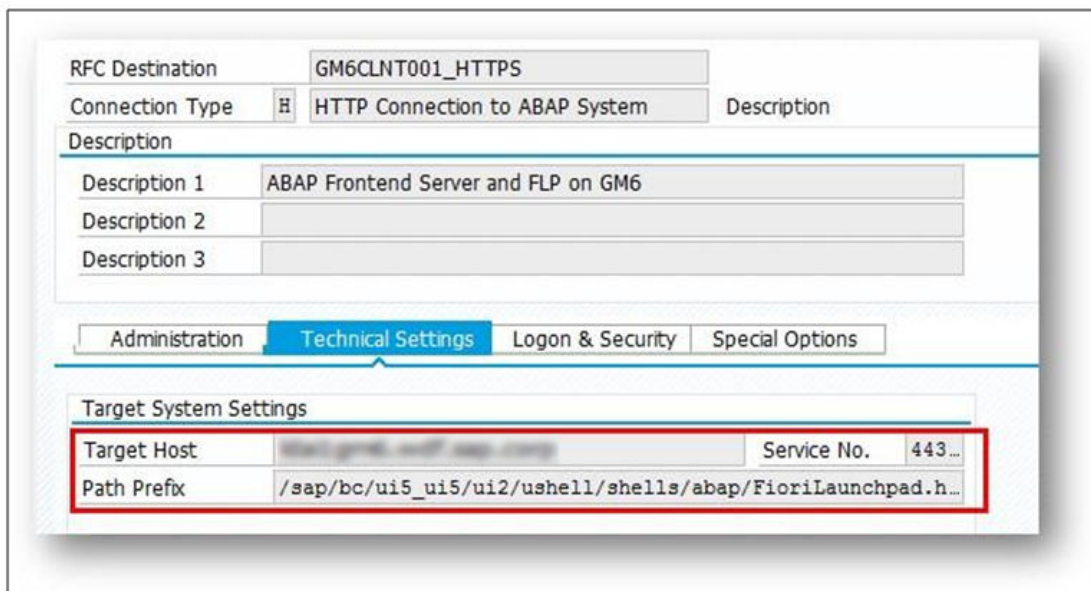 RFC Destination GM6CLNT001_HTTPS
Connection Type H HTTP Connection to ABAP System Description
Description
Description 1 ABAP Frontend Server and FLP on GM6
Description 2
Description 3
Administration Technical Settings Logon & Security Special Options
Target System Settings
Target Host Service No. 443…
Path Prefix /sap/bc/ui5_ui5/ui2/ushell/shells/abap/FioriLaunchpad.h…